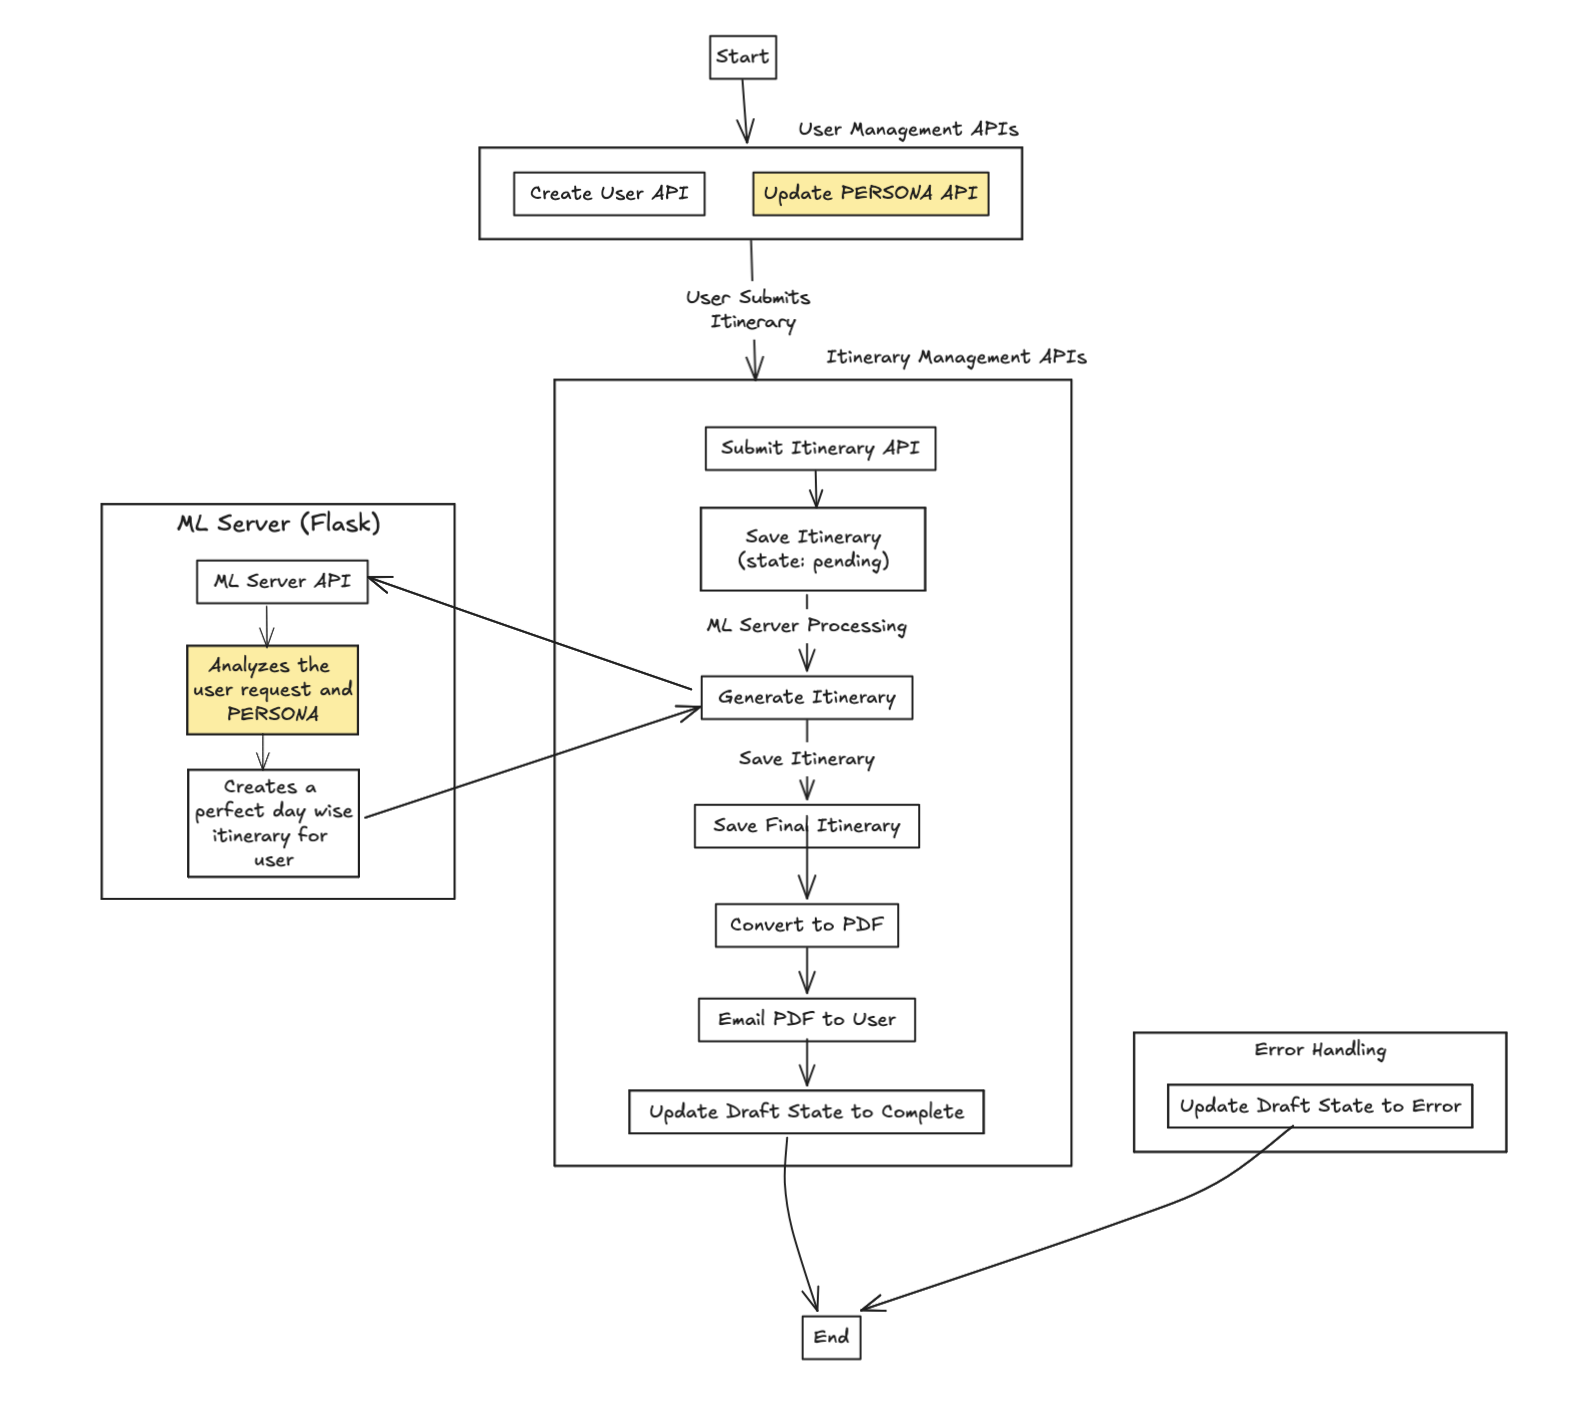 Start
User Management APIs
Create User API
Update PERSONA API
User Submits
Itinerary
Itinerary Management APIs
Submit Itinerary API
Save Itinerary
(state: pending)
ML Server Processing
Generate Itinerary
Save Itinerary
Save Final Itinerary
Convert to PDF
Email PDF to User
Update Draft State to Complete
ML Server (Flask)
ML Server API
Analyzes the
user request and
PERSONA
Creates a
perfect day wise
itinerary for
user
Error Handling
Update Draft State to Error
End